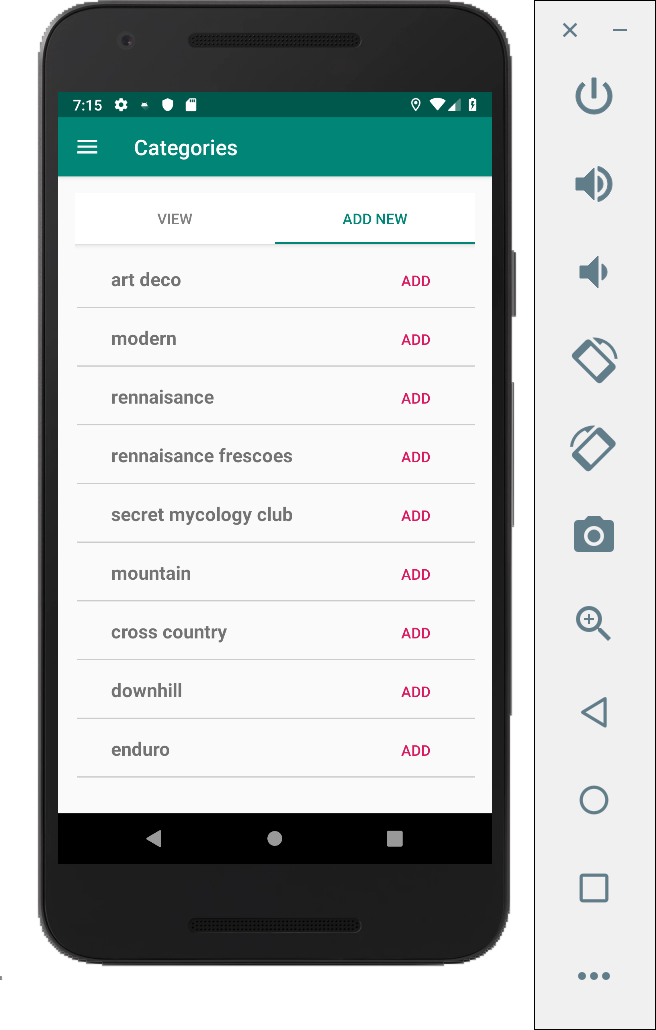 7:15
Categories
VIEW ADD NEW
art deco ADD
modern ADD
rennaisance ADD
rennaisance frescoes ADD
secret mycology club ADD
mountain ADD
cross country ADD
downhill ADD
enduro ADD